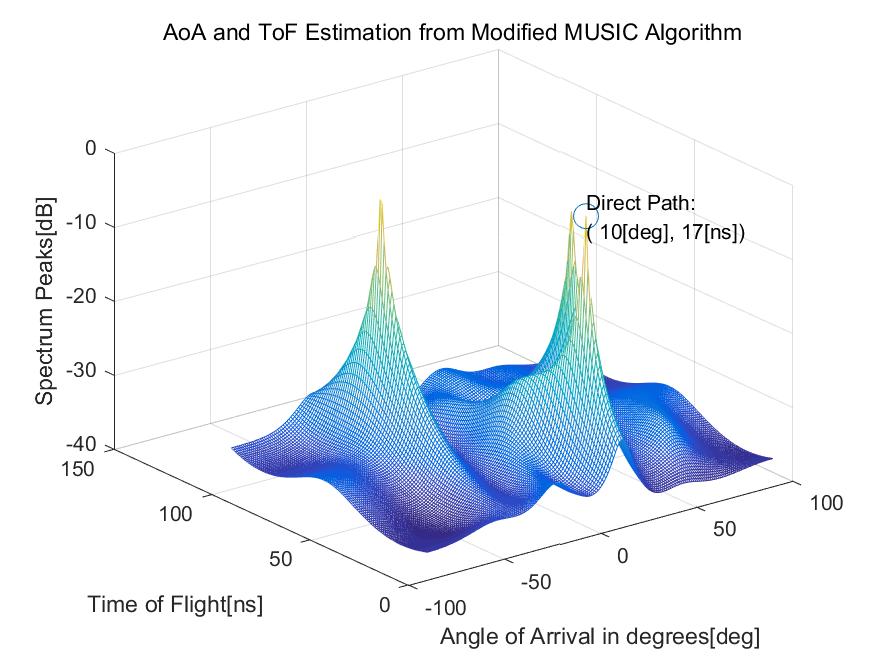 AoA and ToF Estimation from Modified MUSIC Algorithm
0
-10
-20
-30
-40
Spectrum Peaks[dB]
Direct Path:
( 10[deg], 17[ns])
150
100
50
0
Time of Flight[ns]
-100
-50
0
50
100
Angle of Arrival in degrees[deg]